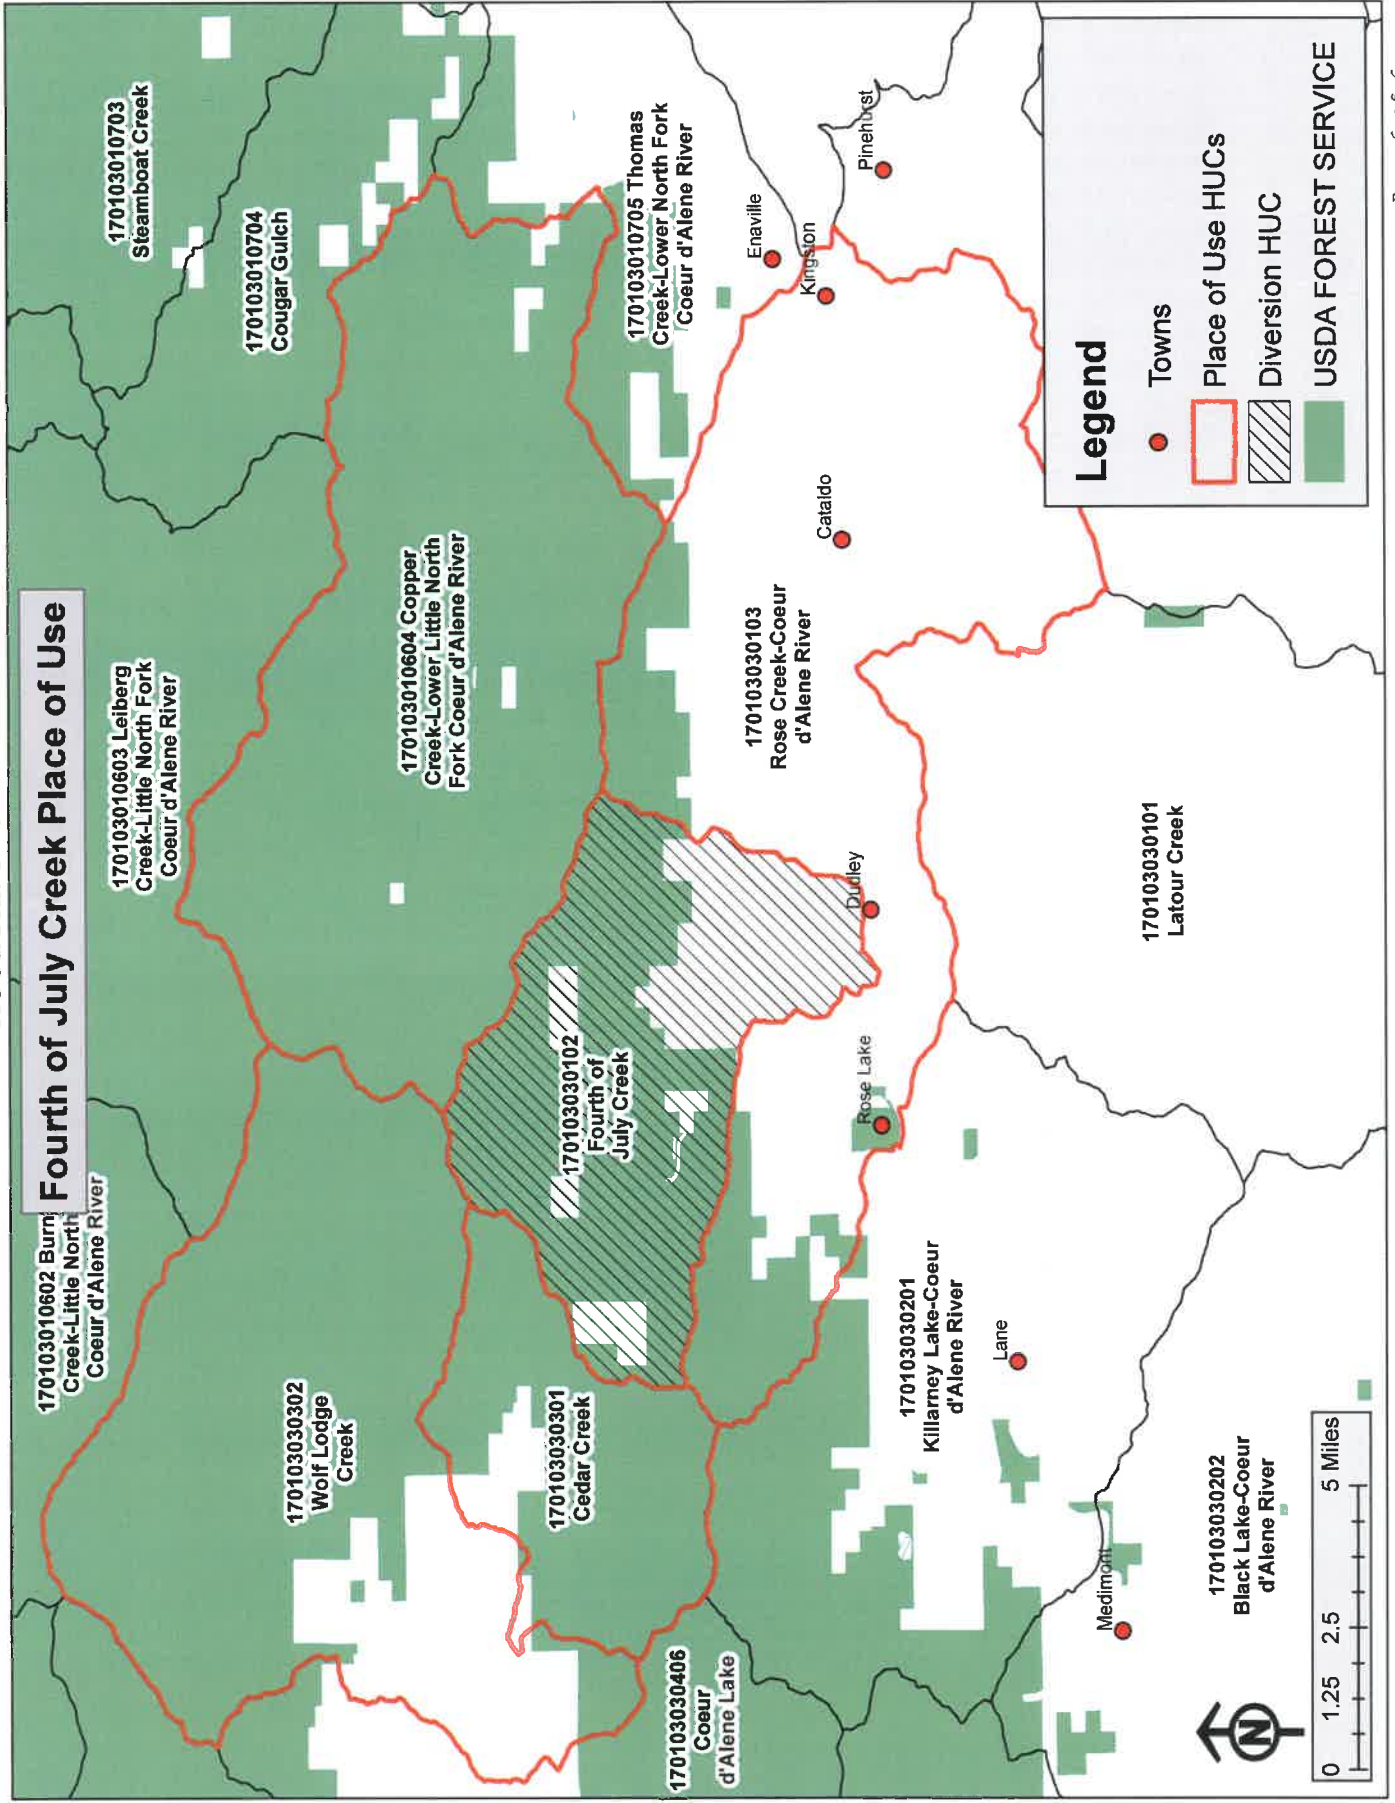 Fourth of July Creek Place of Use
170103010602 Burn
Creek-Little North
Coeur d'Alene River
170103010603 Leiberg
Creek-Little North Fork
Coeur d'Alene River
170103010703
Steamboat Creek
170103010704
Cougar Gulch
170103030302
Wolf Lodge
Creek
170103010604 Copper
Creek-Lower Little North
Fork Coeur d'Alene River
170103030301
Cedar Creek
170103030102
Fourth of
July Creek
170103010705 Thomas
Creek-Lower North Fork
Coeur d'Alene River
170103030406
Coeur
d'Alene Lake
170103030103
Rose Creek-Coeur
d'Alene River
Enaville
Kingston
Pinehurst
Cataldo
Dudley
Rose Lake
170103030201
Killarney Lake-Coeur
d'Alene River
Lane
170103030101
Latour Creek
Medimont
170103030202
Black Lake-Coeur
d'Alene River
N
0 1.25 2.5 5 Miles
Legend
Towns
Place of Use HUCs
Diversion HUC
USDA FOREST SERVICE